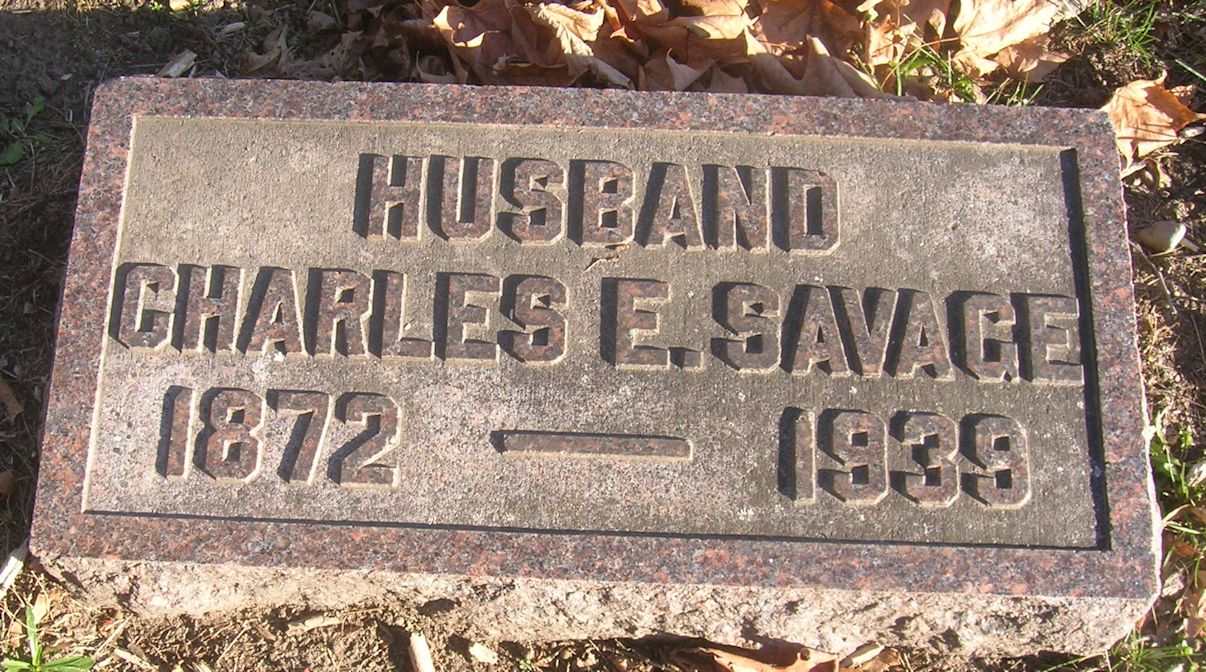 HUSBAND
CHARLES E. SAVAGE
1872 — 1939